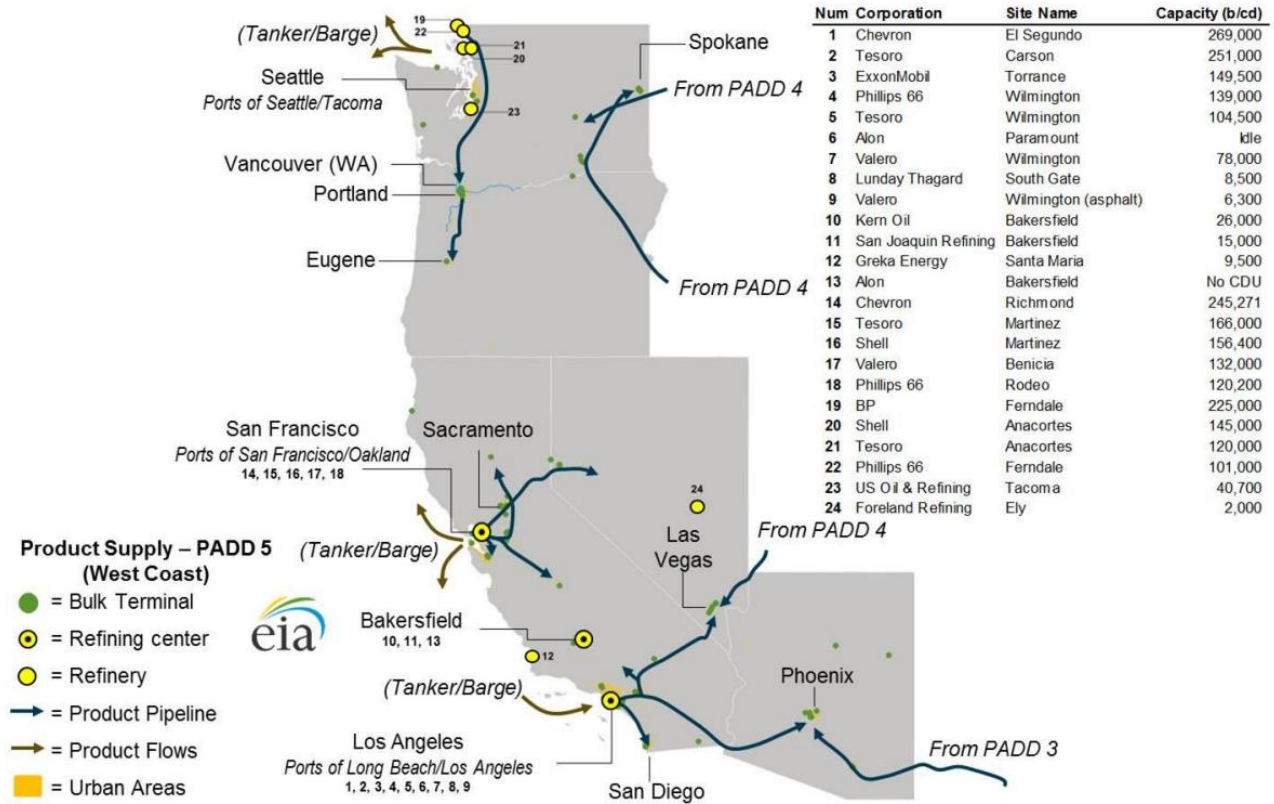 (Tanker/Barge)
19
22
21
20
Seattle
Ports of Seattle/Tacoma
23
Spokane
From PADD 4
Vancouver (WA)
Portland
Eugene
From PADD 4
San Francisco
Ports of San Francisco/Oakland
14, 15, 16, 17, 18
Sacramento
24
Las
Vegas
From PADD 4
(Tanker/Barge)
Bakersfield
10, 11, 13
12
(Tanker/Barge)
Phoenix
Los Angeles
Ports of Long Beach/Los Angeles
1, 2, 3, 4, 5, 6, 7, 8, 9
San Diego
From PADD 3
Product Supply – PADD 5
(West Coast)
= Bulk Terminal
= Refining center
= Refinery
= Product Pipeline
= Product Flows
= Urban Areas
eia
Num Corporation Site Name Capacity (b/cd)
1 Chevron El Segundo 269,000
2 Tesoro Carson 251,000
3 ExxonMobil Torrance 149,500
4 Phillips 66 Wilmington 139,000
5 Tesoro Wilmington 104,500
6 Alon Paramount Idle
7 Valero Wilmington 78,000
8 Lunday Thagard South Gate 8,500
9 Valero Wilmington (asphalt) 6,300
10 Kern Oil Bakersfield 26,000
11 San Joaquin Refining Bakersfield 15,000
12 Greka Energy Santa Maria 9,500
13 Alon Bakersfield No CDU
14 Chevron Richmond 245,271
15 Tesoro Martinez 166,000
16 Shell Martinez 156,400
17 Valero Benicia 132,000
18 Phillips 66 Rodeo 120,200
19 BP Ferndale 225,000
20 Shell Anacortes 145,000
21 Tesoro Anacortes 120,000
22 Phillips 66 Ferndale 101,000
23 US Oil & Refining Tacoma 40,700
24 Foreland Refining Ely 2,000